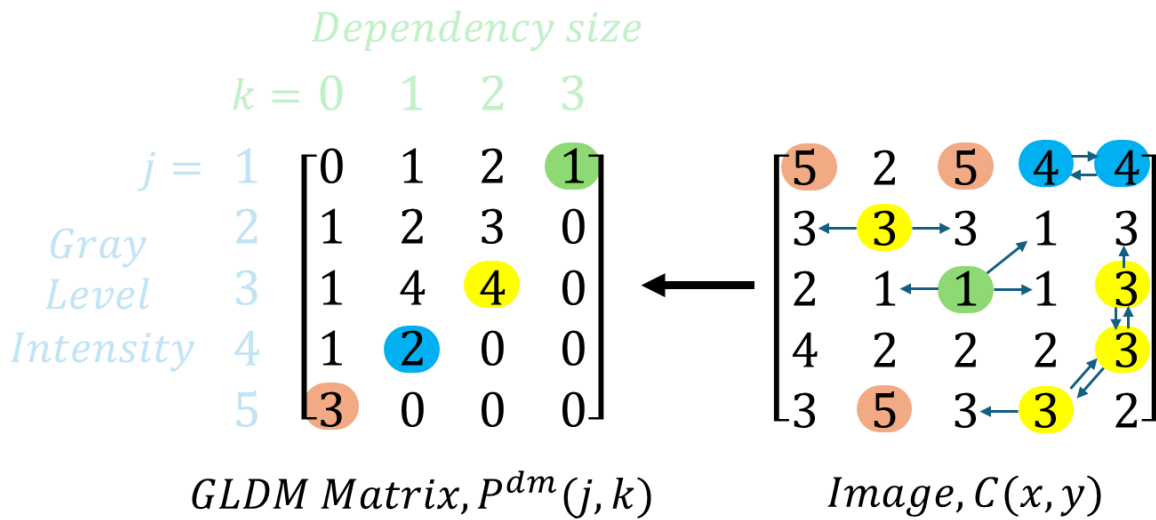 Dependency size
k = 0 1 2 3
j = 1 0 1 2 1 5 2 5 4 4
2 1 2 3 0 3 3 3 1 3
Gray
Level
3 1 4 4 0 2 1 1 1 3
Intensity 4 1 2 0 0 4 2 2 2 3
5 3 0 0 0 3 5 3 3 2
GLDM Matrix, P^{dm}(j, k) Image, C(x, y)